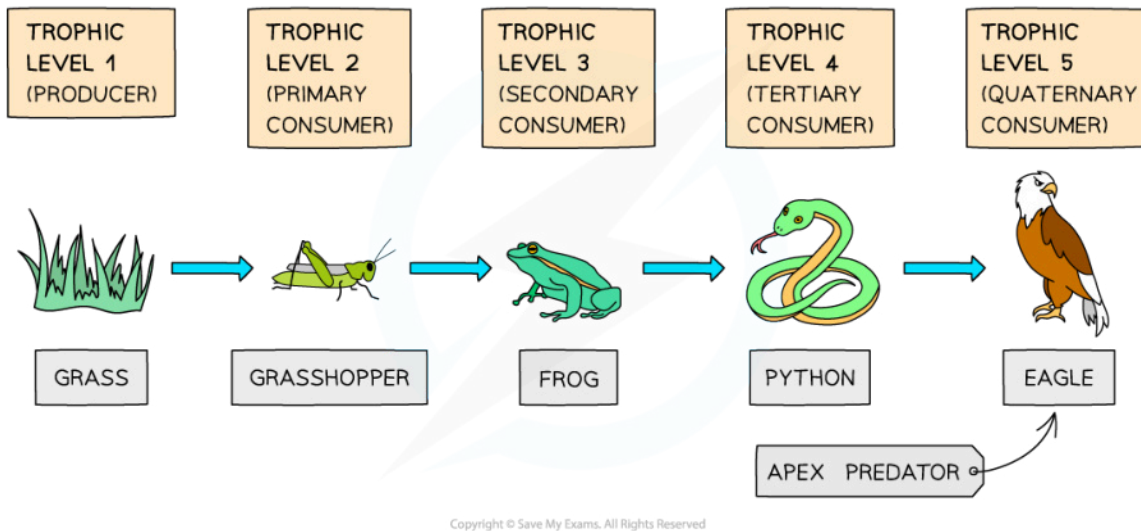 TROPHIC
LEVEL 1
(PRODUCER)
TROPHIC
LEVEL 2
(PRIMARY
CONSUMER)
TROPHIC
LEVEL 3
(SECONDARY
CONSUMER)
TROPHIC
LEVEL 4
(TERTIARY
CONSUMER)
TROPHIC
LEVEL 5
(QUATERNARY
CONSUMER)
GRASS
GRASSHOPPER
FROG
PYTHON
EAGLE
APEX PREDATOR
Copyright © Save My Exams. All Rights Reserved